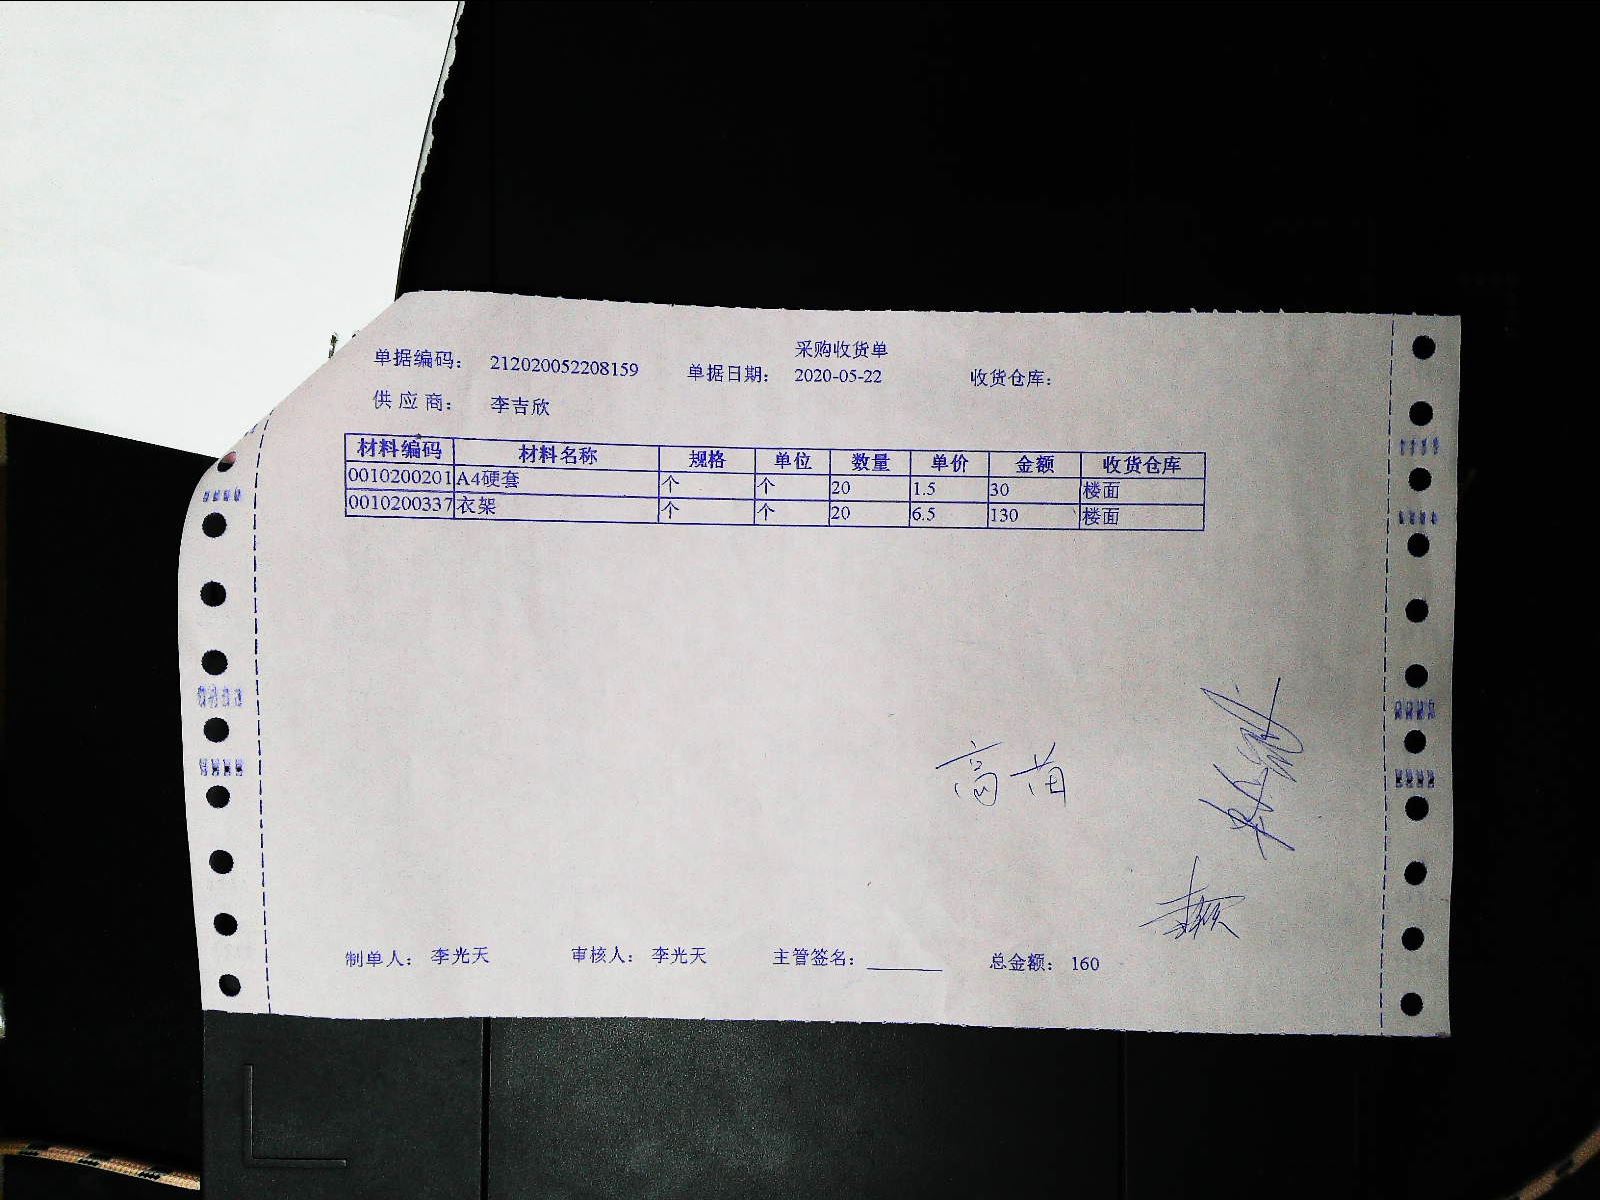 采购收货单
单据编码： 212020052208159 单据日期： 2020-05-22 收货仓库：
供 应 商： 李吉欣
材料编码 材料名称 规格 单位 数量 单价 金额 收货仓库
0010200201 A4硬套 个 个 20 1.5 30 楼面
0010200337 衣架 个 个 20 6.5 130 楼面
高苗
制单人： 李光天 审核人： 李光天 主管签名： 总金额： 160